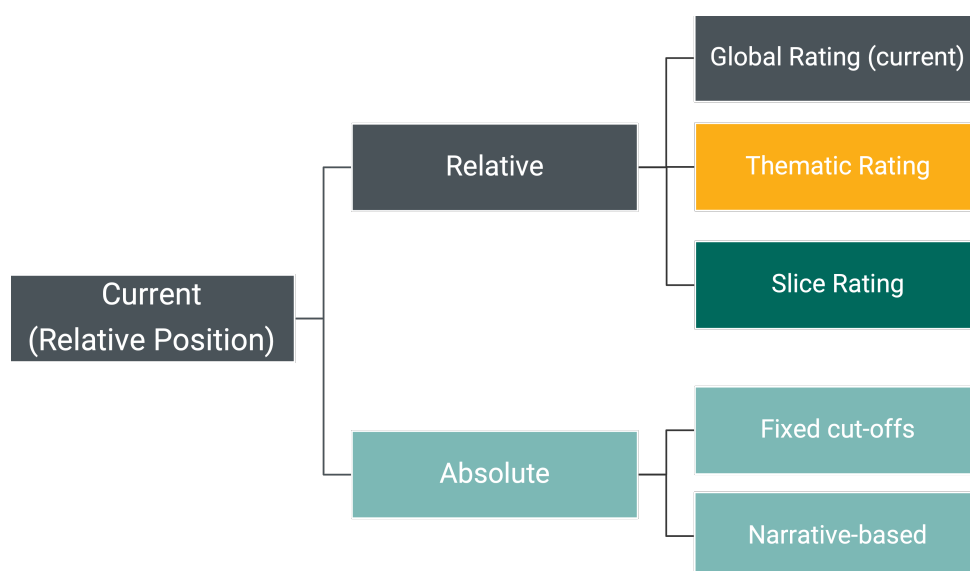 Current
(Relative Position)
Relative
Global Rating (current)
Thematic Rating
Slice Rating
Absolute
Fixed cut-offs
Narrative-based